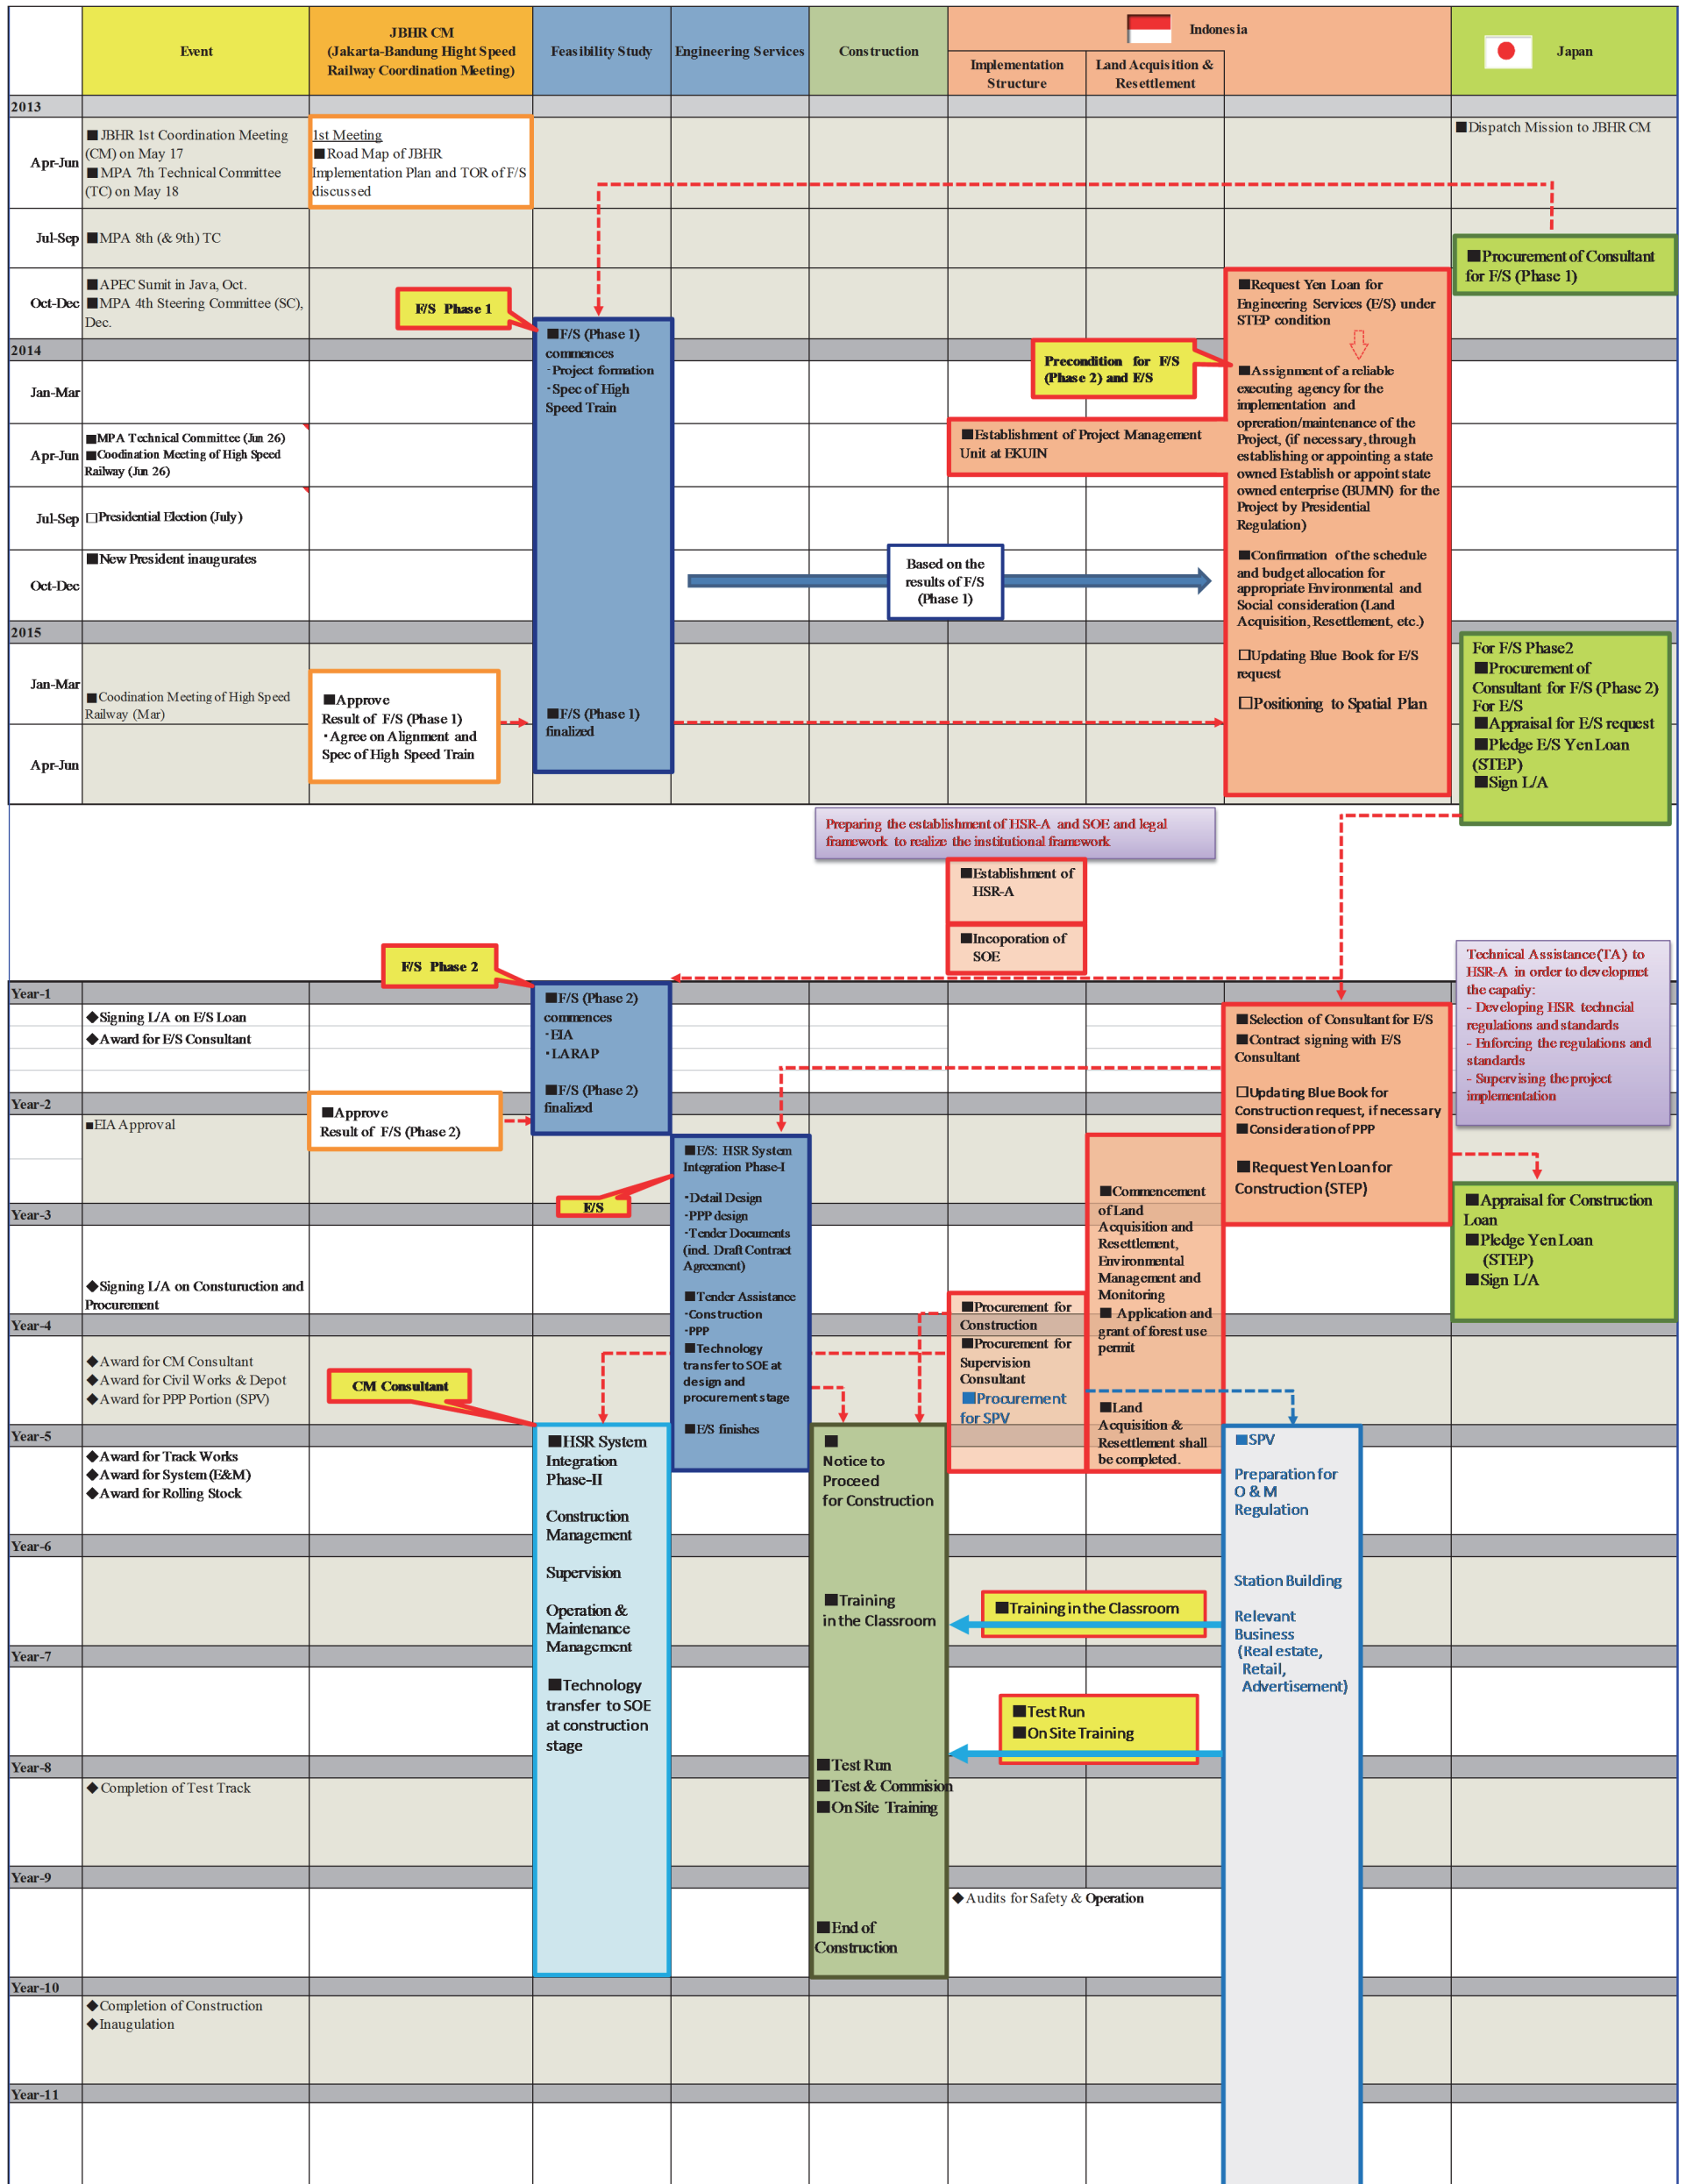 Event
JBHR CM
(Jakarta-Bandung Hight Speed
Railway Coordination Meeting)
Feasibility Study
Engineering Services
Construction
Indonesia
Implementation
Structure
Land Acquisition &
Resettlement
Japan
2013
Apr-Jun
■JBHR 1st Coordination Meeting
(CM) on May 17
■MPA 7th Technical Committee
(TC) on May 18
1st Meeting
■Road Map of JBHR
Implementation Plan and TOR of F/S
discussed
■Dispatch Mission to JBHR CM
Jul-Sep
■MPA 8th (& 9th) TC
■Procurement of Consultant
for F/S (Phase 1)
Oct-Dec
■APEC Sumit in Java, Oct.
■MPA 4th Steering Committee (SC),
Dec.
F/S Phase 1
■F/S (Phase 1)
commences
·Project formation
·Spec of High
Speed Train
■Request Yen Loan for
Engineering Services (E/S) under
STEP condition
2014
Precondition for F/S
(Phase 2) and E/S
■Assignment of a reliable
executing agency for the
implementation and
opreration/maintenance of the
Project, (if necessary, through
establishing or appointing a state
owned Establish or appoint state
owned enterprise (BUMN) for the
Project by Presidential
Regulation)
Jan-Mar
Apr-Jun
■MPA Technical Committee (Jun 26)
■Coodination Meeting of High Speed
Railway (Jun 26)
■Establishment of Project Management
Unit at EKUIN
Jul-Sep
□Presidential Election (July)
Oct-Dec
■New President inaugurates
Based on the
results of F/S
(Phase 1)
■Confirmation of the schedule
and budget allocation for
appropriate Environmental and
Social consideration (Land
Acquisition, Resettlement, etc.)
□Updating Blue Book for E/S
request
□Positioning to Spatial Plan
2015
Jan-Mar
■Coodination Meeting of High Speed
Railway (Mar)
■Approve
Result of F/S (Phase 1)
・Agree on Alignment and
Spec of High Speed Train
■F/S (Phase 1)
finalized
For F/S Phase2
■Procurement of
Consultant for F/S (Phase 2)
For E/S
■Appraisal for E/S request
■Pledge E/S Yen Loan
(STEP)
■Sign L/A
Apr-Jun
Preparing the establishment of HSR-A and SOE and legal
framework to realize the institutional framework
■Establishment of
HSR-A
■Incoporation of
SOE
F/S Phase 2
Technical Assistance (TA) to
HSR-A in order to developmet
the capatiy:
- Developing HSR techncial
regulations and standards
- Enforcing the regulations and
standards
- Supervising the project
implementation
Year-1
◆Signing L/A on E/S Loan
◆Award for E/S Consultant
■F/S (Phase 2)
commences
・EIA
・LARAP
■F/S (Phase 2)
finalized
■Selection of Consultant for E/S
■Contract signing with E/S
Consultant
□Updating Blue Book for
Construction request, if necessary
■Consideration of PPP
■Request Yen Loan for
Construction (STEP)
Year-2
■EIA Approval
■Approve
Result of F/S (Phase 2)
E/S
■E/S: HSR System
Integration Phase-I
·Detail Design
·PPP design
·Tender Documents
(incl. Draft Contract
Agreement)
■Tender Assistance
·Construction
·PPP
■Technology
transfer to SOE at
design and
procurement stage
■E/S finishes
■Commencement
of Land
Acquisition and
Resettlement,
Environmental
Management and
Monitoring
■ Application and
grant of forest use
permit
■Land
Acquisition &
Resettlement shall
be completed.
■Appraisal for Construction
Loan
■Pledge Yen Loan
(STEP)
■Sign L/A
Year-3
◆Signing L/A on Consturuction and
Procurement
■Procurement for
Construction
■Procurement for
Supervision
Consultant
■Procurement
for SPV
Year-4
◆Award for CM Consultant
◆Award for Civil Works & Depot
◆Award for PPP Portion (SPV)
CM Consultant
Year-5
◆Award for Track Works
◆Award for System (E&M)
◆Award for Rolling Stock
■HSR System
Integration
Phase-II
Construction
Management
Supervision
Operation &
Maintenance
Management
■Technology
transfer to SOE
at construction
stage
■
Notice to
Proceed
for Construction
■SPV
Preparation for
O & M
Regulation
Station Building
Relevant
Business
(Real estate,
Retail,
Advertisement)
Year-6
■Training
in the Classroom
■Training in the Classroom
Year-7
■Test Run
■On Site Training
Year-8
◆Completion of Test Track
■Test Run
■Test & Commision
■On Site Training
Year-9
◆Audits for Safety & Operation
■End of
Construction
Year-10
◆Completion of Construction
◆Inaugulation
Year-11